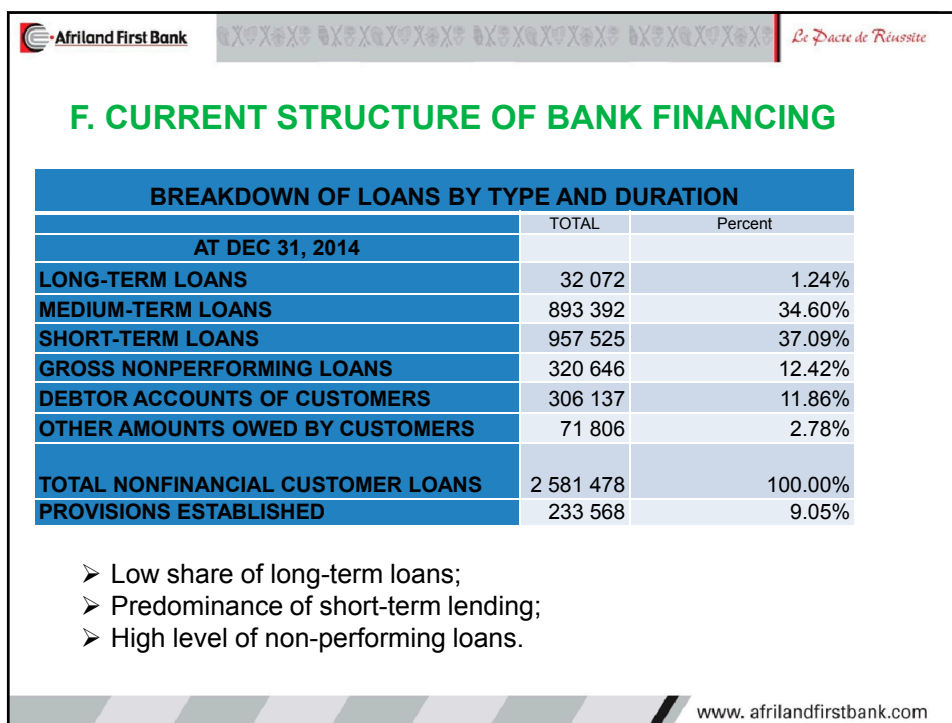 Afriland First Bank
Le Pacte de Réussite
F. CURRENT STRUCTURE OF BANK FINANCING
BREAKDOWN OF LOANS BY TYPE AND DURATION
TOTAL Percent
AT DEC 31, 2014
LONG-TERM LOANS 32 072 1.24%
MEDIUM-TERM LOANS 893 392 34.60%
SHORT-TERM LOANS 957 525 37.09%
GROSS NONPERFORMING LOANS 320 646 12.42%
DEBTOR ACCOUNTS OF CUSTOMERS 306 137 11.86%
OTHER AMOUNTS OWED BY CUSTOMERS 71 806 2.78%
TOTAL NONFINANCIAL CUSTOMER LOANS 2 581 478 100.00%
PROVISIONS ESTABLISHED 233 568 9.05%
➢ Low share of long-term loans;
➢ Predominance of short-term lending;
➢ High level of non-performing loans.
www. afrilandfirstbank.com